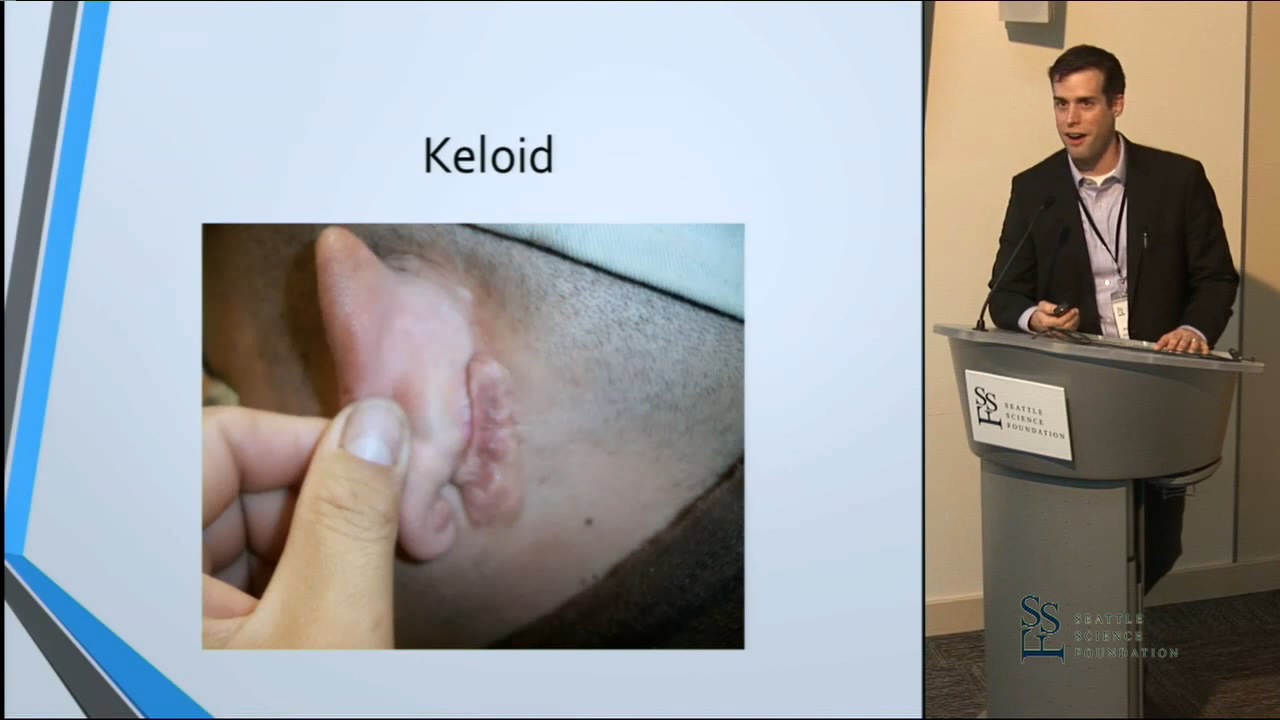 Keloid
SSF
SEATTLE
SCIENCE
FOUNDATION
SSF
SEATTLE
SCIENCE
FOUNDATION